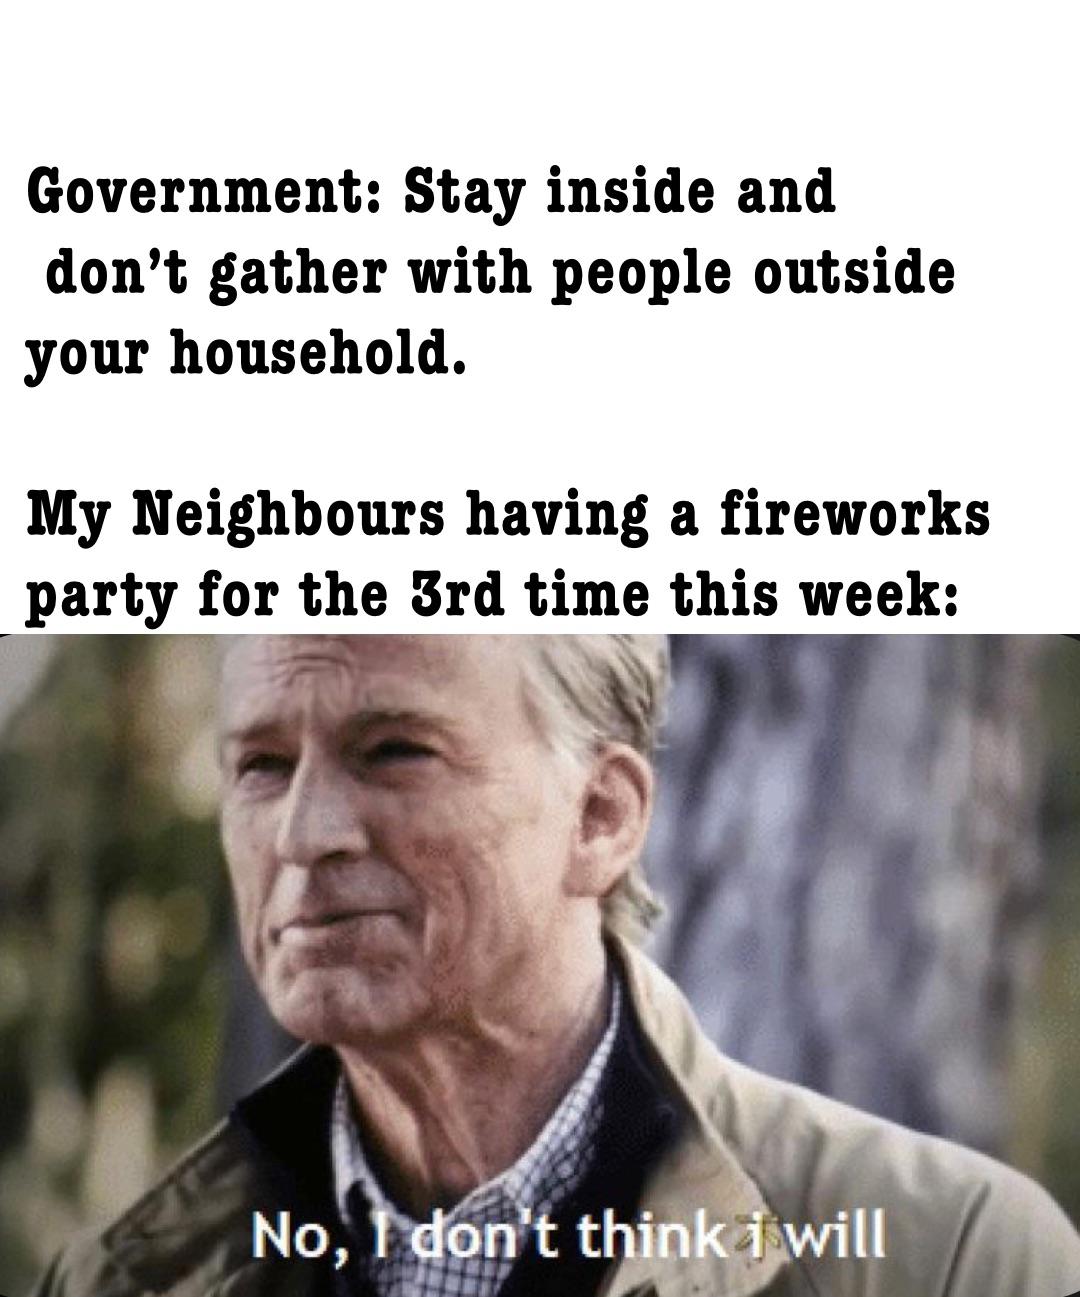 Government: Stay inside and
don’t gather with people outside
your household.
My Neighbours having a fireworks
party for the 3rd time this week:
No, I don't think i will